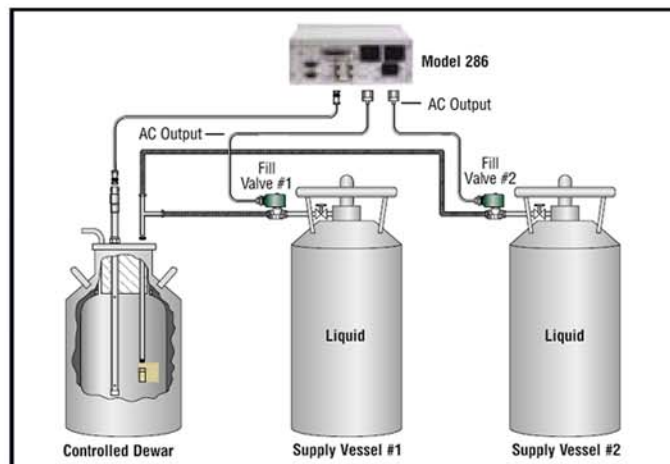 Model 286
AC Output
AC Output
Fill
Valve #1
Fill
Valve #2
Liquid
Liquid
Controlled Dewar
Supply Vessel #1
Supply Vessel #2